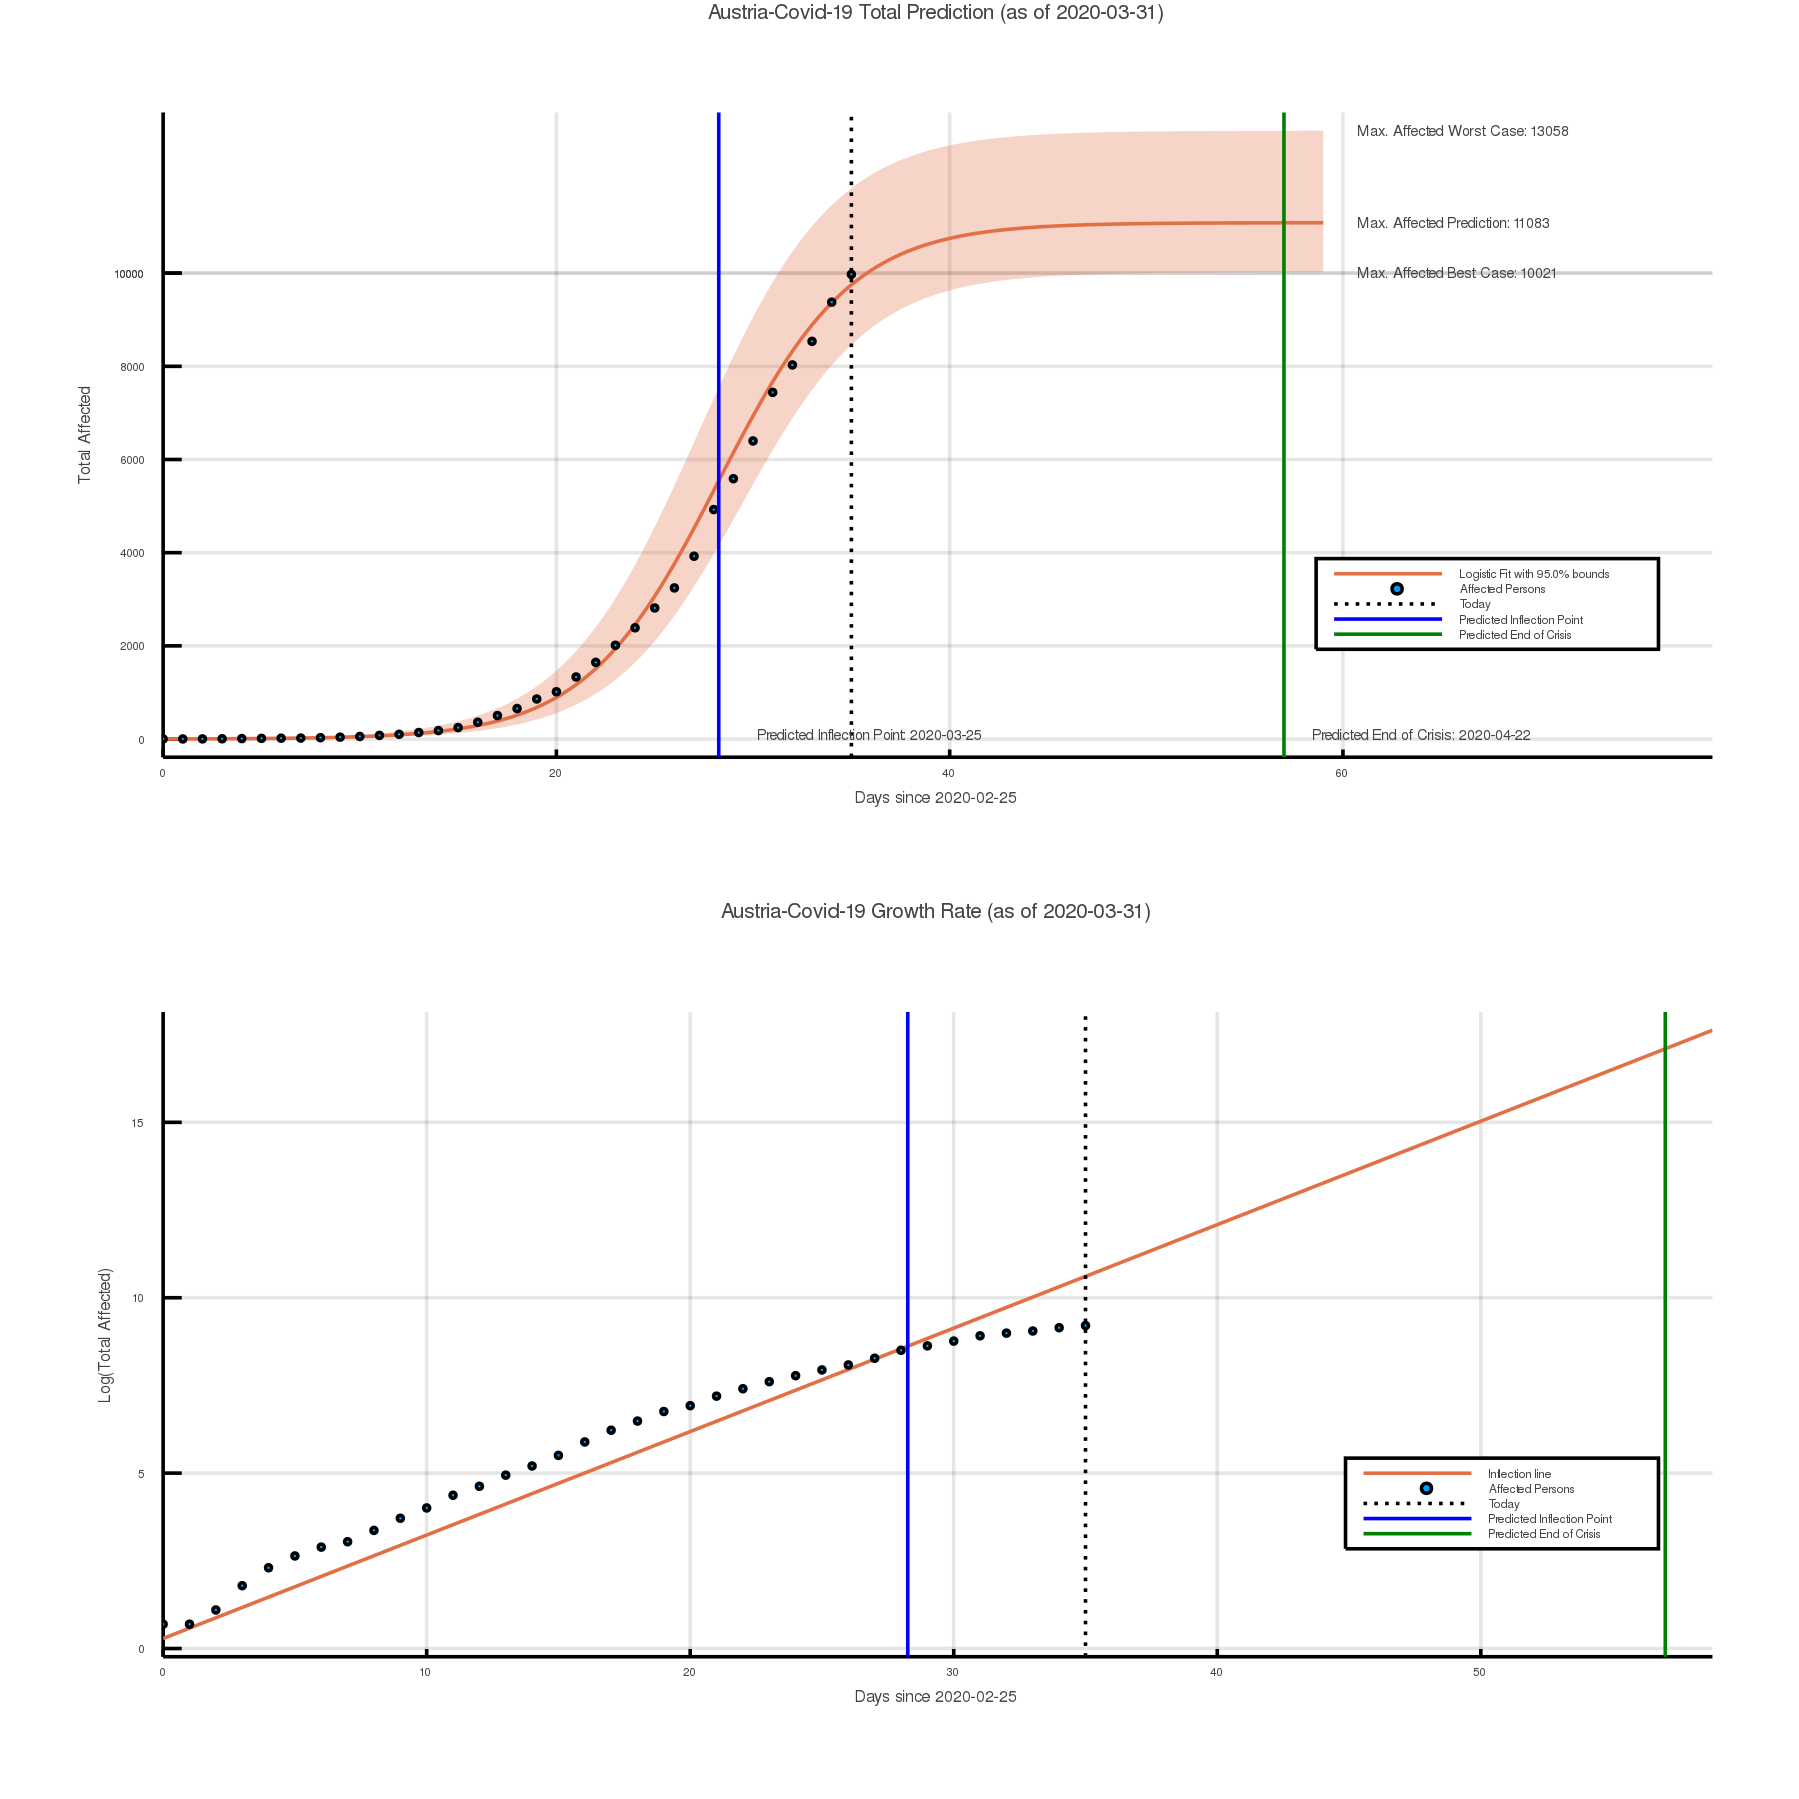 Austria-Covid-19 Total Prediction (as of 2020-03-31)
Max. Affected Worst Case: 13058
Max. Affected Prediction: 11083
Max. Affected Best Case: 10021
10000
8000
6000
4000
2000
0
Total Affected
Logistic Fit with 95.0% bounds
Affected Persons
Today
Predicted Inflection Point
Predicted End of Crisis
Predicted Inflection Point: 2020-03-25
Predicted End of Crisis: 2020-04-22
0 20 40 60
Days since 2020-02-25
Austria-Covid-19 Growth Rate (as of 2020-03-31)
15
10
5
0
Log(Total Affected)
Inflection line
Affected Persons
Today
Predicted Inflection Point
Predicted End of Crisis
0 10 20 30 40 50
Days since 2020-02-25